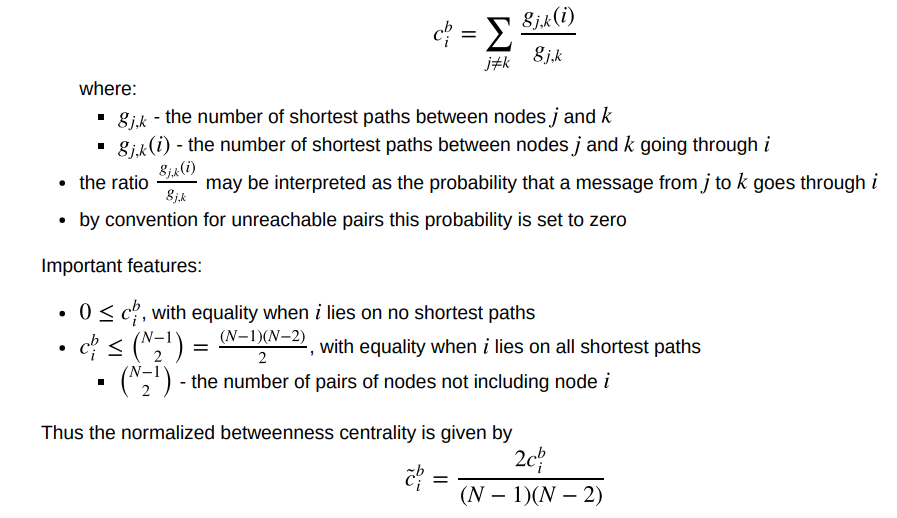 c_i^b = \sum_{j \neq k} \frac{g_{j,k}(i)}{g_{j,k}}
where:
▪ g_{j,k} - the number of shortest paths between nodes j and k
▪ g_{j,k}(i) - the number of shortest paths between nodes j and k going through i
• the ratio \frac{g_{j,k}(i)}{g_{j,k}} may be interpreted as the probability that a message from j to k goes through i
• by convention for unreachable pairs this probability is set to zero
Important features:
• 0 ≤ c_i^b, with equality when i lies on no shortest paths
• c_i^b ≤ \binom{N-1}{2} = \frac{(N-1)(N-2)}{2}, with equality when i lies on all shortest paths
▪ \binom{N-1}{2} - the number of pairs of nodes not including node i
Thus the normalized betweenness centrality is given by
\tilde{c}_i^b = \frac{2c_i^b}{(N-1)(N-2)}